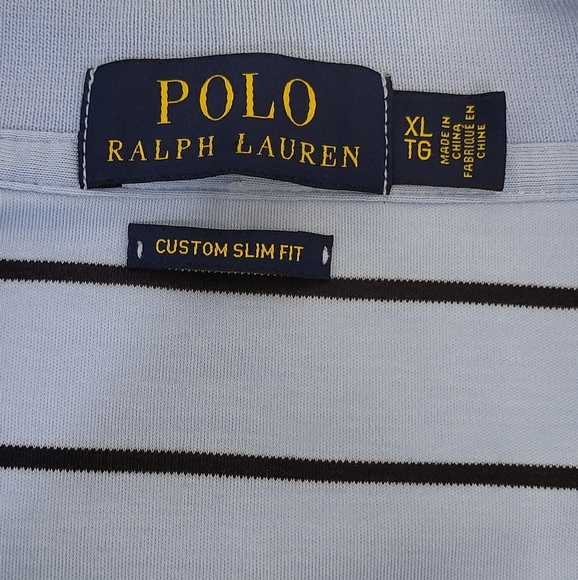 POLO
RALPH LAUREN
XL
TG
MADE IN
CHINA
FABRIQUÉ EN
CHINE
CUSTOM SLIM FIT